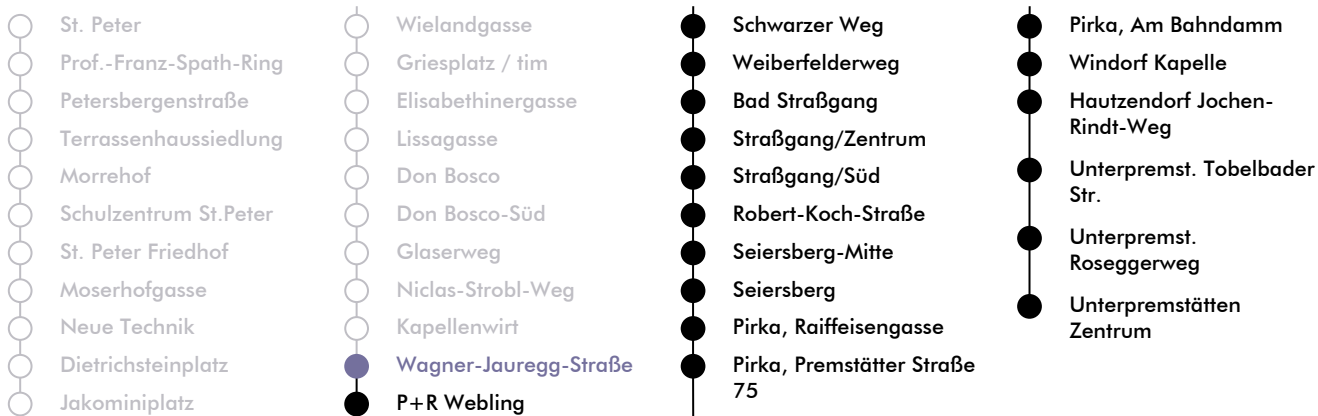 St. Peter
Prof.-Franz-Spath-Ring
Petersbergenstraße
Terrassenhaussiedlung
Morrehof
Schulzentrum St.Peter
St. Peter Friedhof
Moserhofgasse
Neue Technik
Dietrichsteinplatz
Jakominiplatz
Wielandgasse
Griesplatz / tim
Elisabethinergasse
Lissagasse
Don Bosco
Don Bosco-Süd
Glaserweg
Niclas-Strobl-Weg
Kapellenwirt
Wagner-Jauregg-Straße
P+R Webling
Schwarzer Weg
Weiberfelderweg
Bad Straßgang
Straßgang/Zentrum
Straßgang/Süd
Robert-Koch-Straße
Seiersberg-Mitte
Seiersberg
Pirka, Raiffeisengasse
Pirka, Premstätter Straße
75
Pirka, Am Bahndamm
Windorf Kapelle
Hautzendorf Jochen-
Rindt-Weg
Unterpremst. Tobelbader
Str.
Unterpremst.
Roseggerweg
Unterpremstätten
Zentrum